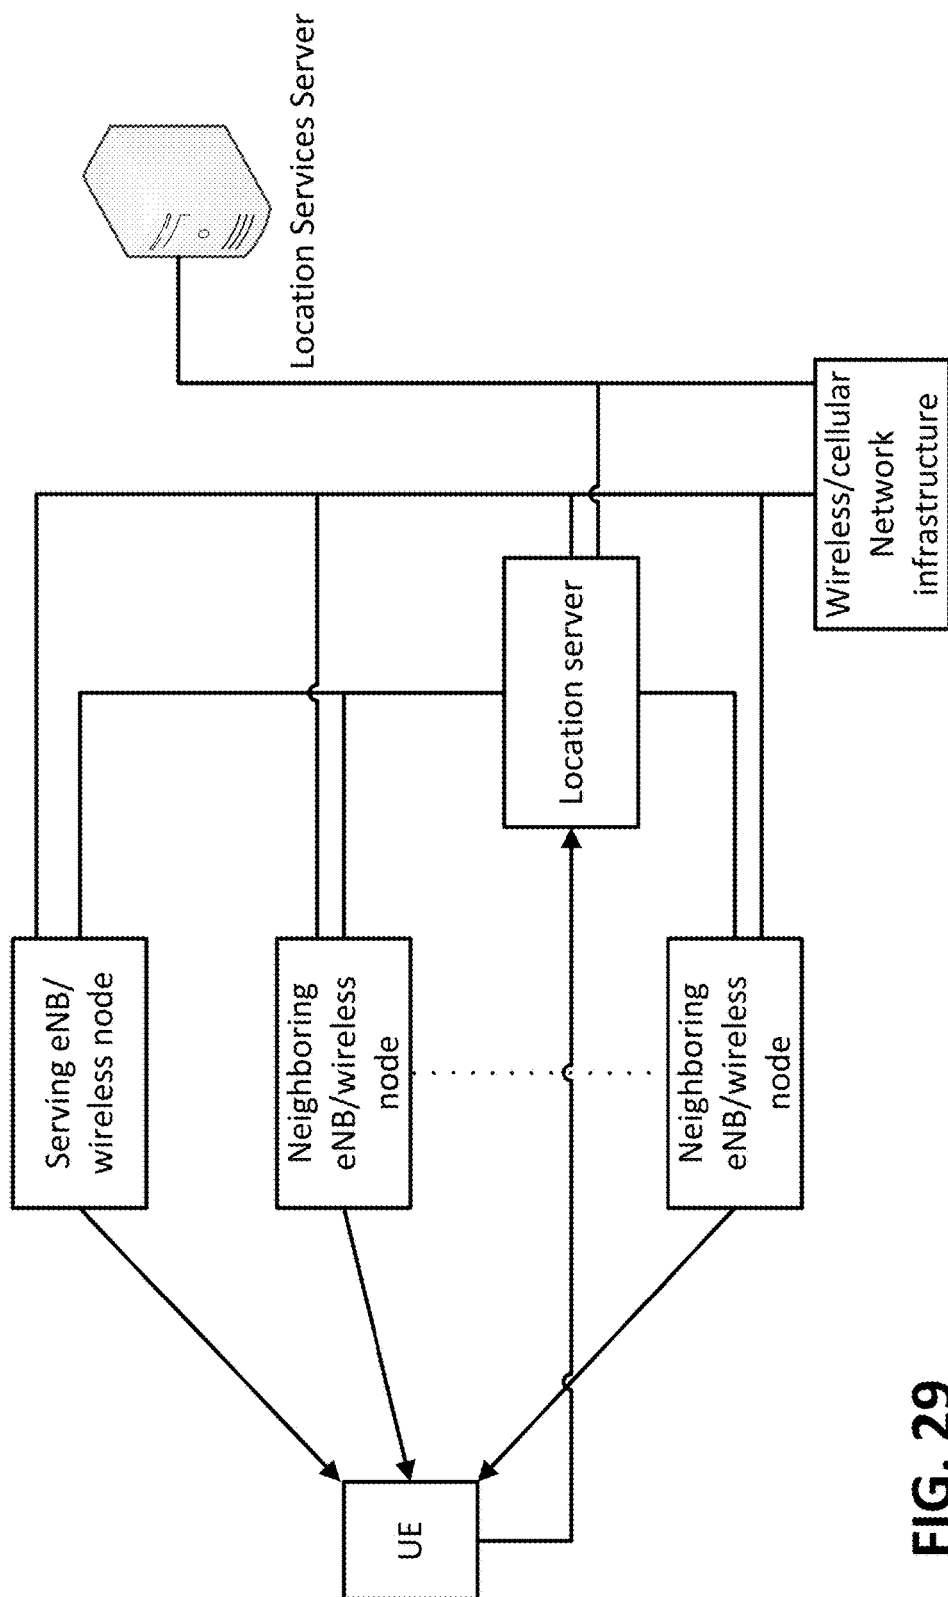 UE
Serving eNB/
wireless node
Neighboring
eNB/wireless
node
Neighboring
eNB/wireless
node
Location server
Location Services Server
Wireless/cellular
Network
infrastructure
FIG. 29